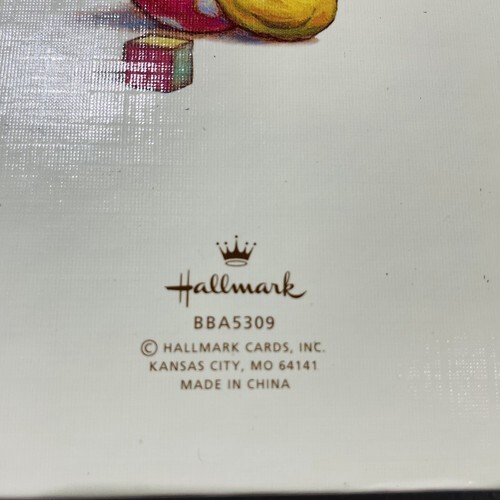 Hallmark
BBA5309
© HALLMARK CARDS, INC.
KANSAS CITY, MO 64141
MADE IN CHINA